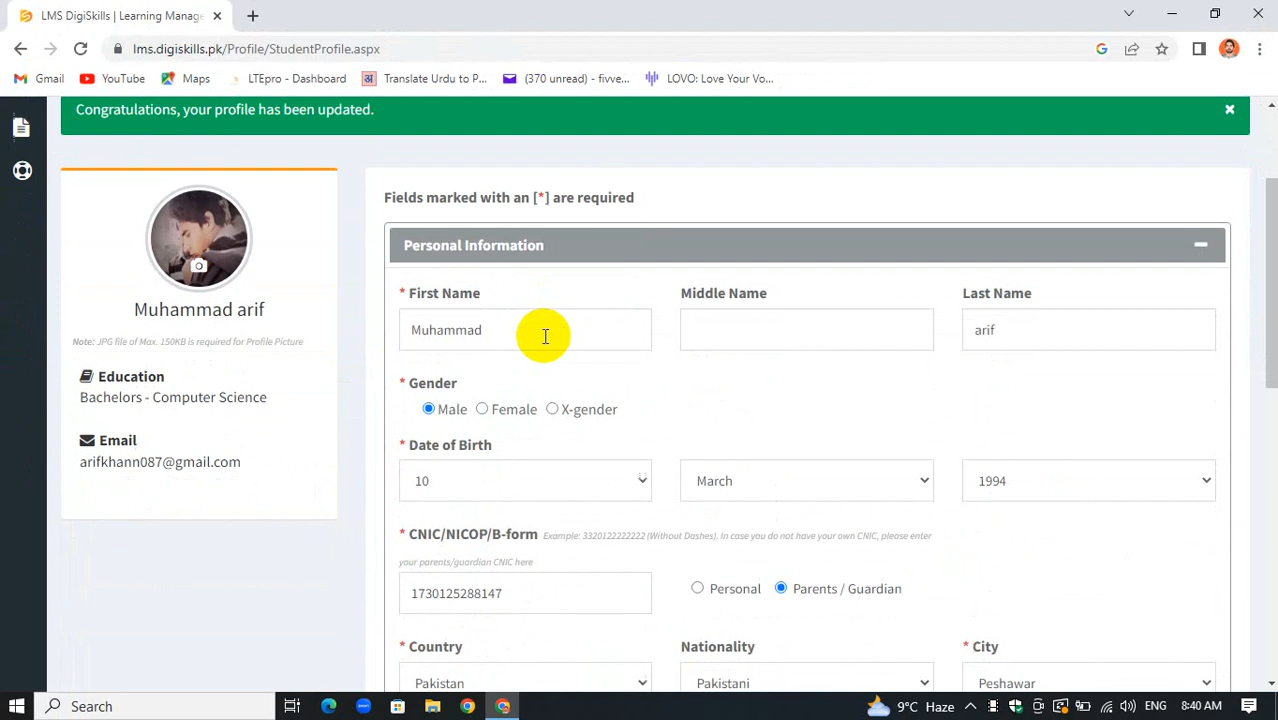 LMS DigiSkills | Learning Manage
lms.digiskills.pk/Profile/StudentProfile.aspx
Gmail YouTube Maps LTEpro - Dashboard Translate Urdu to P... (370 unread) - fivve... LOVO: Love Your Vo...
Congratulations, your profile has been updated.
Muhammad arif
Note: JPG file of Max. 150KB is required for Profile Picture
Education
Bachelors - Computer Science
Email
arifkhann087@gmail.com
Fields marked with an [*] are required
Personal Information
* First Name Middle Name Last Name
Muhammad arif
* Gender
Male Female X-gender
* Date of Birth
10 March 1994
* CNIC/NICOP/B-form Example: 3320122222222 (Without Dashes). In case you do not have your own CNIC, please enter
your parents/guardian CNIC here
1730125288147 Personal Parents / Guardian
* Country Nationality * City
Pakistan Pakistani Peshawar
Search 9°C Haze ENG 8:40 AM